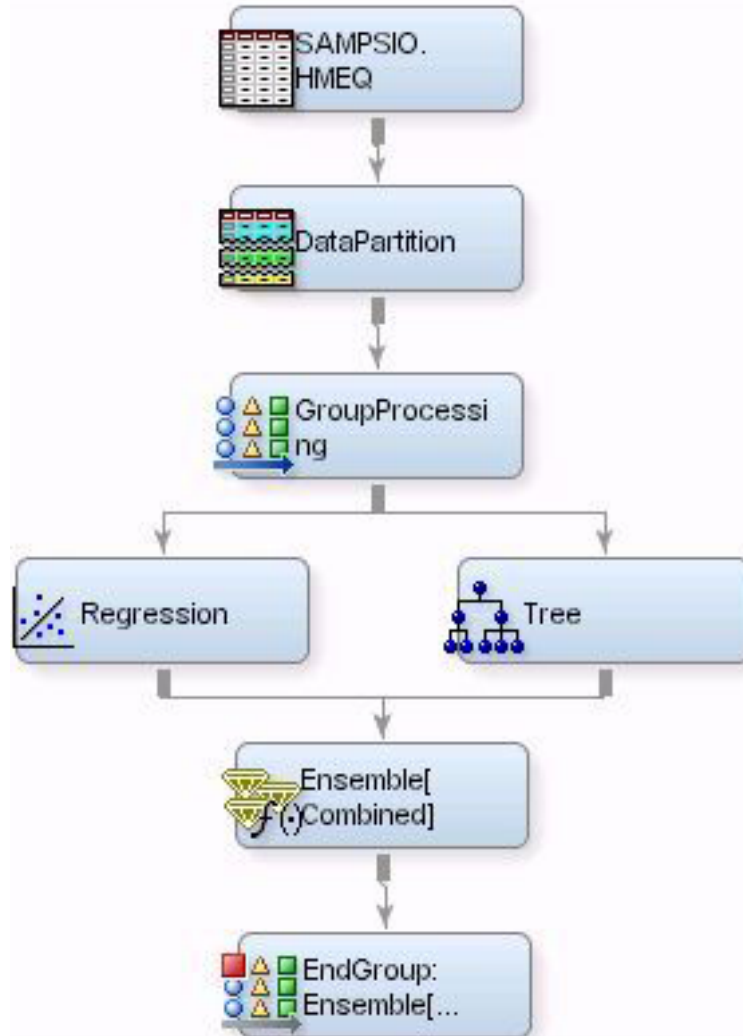 SAMPSIO.
HMEQ
DataPartition
GroupProcessi
ng
Regression
Tree
Ensemble[
Combined]
f(·)
EndGroup:
Ensemble[...